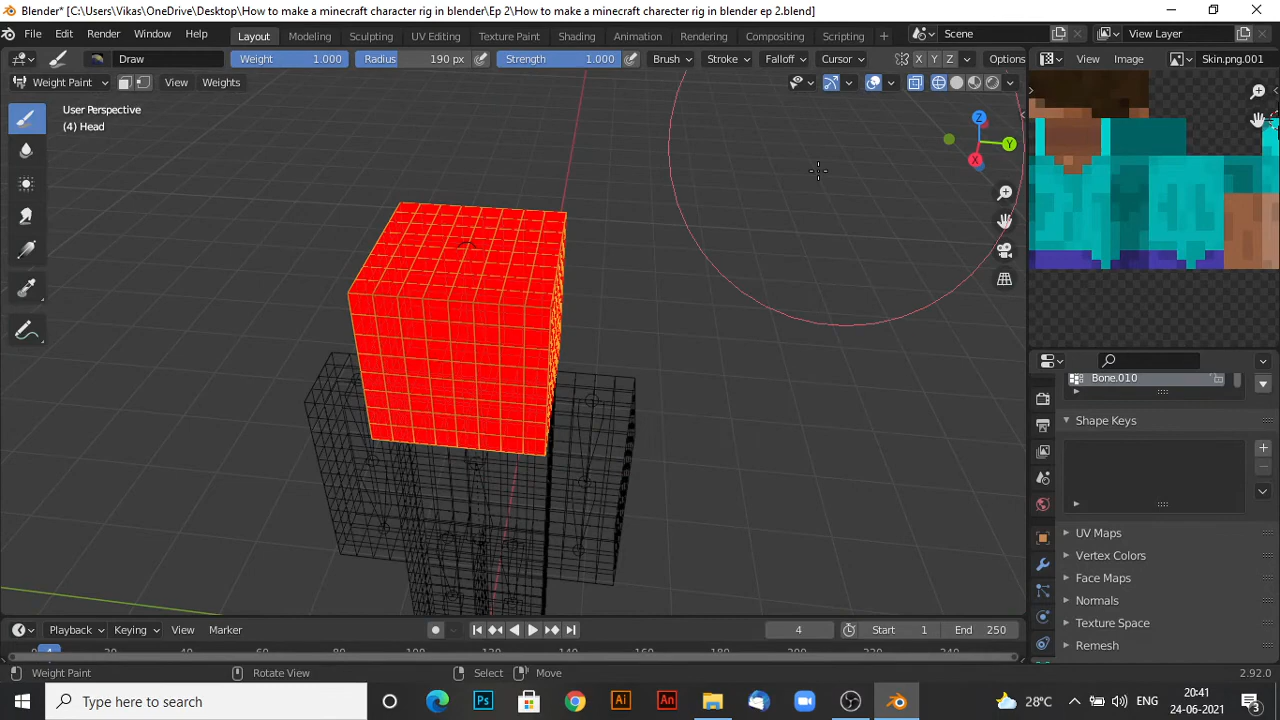 Blender* [C:\Users\Vikas\OneDrive\Desktop\How to make a minecraft character rig in blender\Ep 2\How to make a minecraft character rig in blender ep 2.blend]
File Edit Render Window Help Layout Modeling Sculpting UV Editing Texture Paint Shading Animation Rendering Compositing Scripting + Scene View Layer
Draw Weight 1.000 Radius 190 px Strength 1.000 Brush Stroke Falloff Cursor X Y Z Options View Image Skin.png.001
Weight Paint View Weights
User Perspective
(4) Head
Z
Y
X
Bone.010
Shape Keys
UV Maps
Vertex Colors
Face Maps
Normals
Texture Space
Remesh
Playback Keying View Marker 4 Start 1 End 250
4
Weight Paint Rotate View Select Move 2.92.0
Type here to search Ps Ai An 28°C ENG 20:41 24-06-2021 3